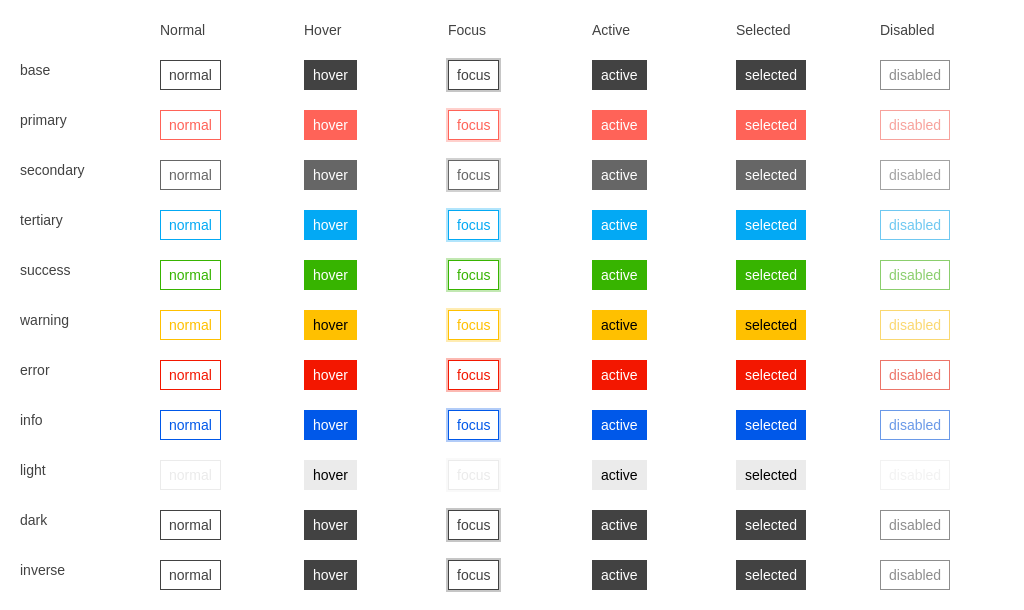 Normal Hover Focus Active Selected Disabled
base normal hover focus active selected disabled
primary normal hover focus active selected disabled
secondary normal hover focus active selected disabled
tertiary normal hover focus active selected disabled
success normal hover focus active selected disabled
warning normal hover focus active selected disabled
error normal hover focus active selected disabled
info normal hover focus active selected disabled
light normal hover focus active selected disabled
dark normal hover focus active selected disabled
inverse normal hover focus active selected disabled